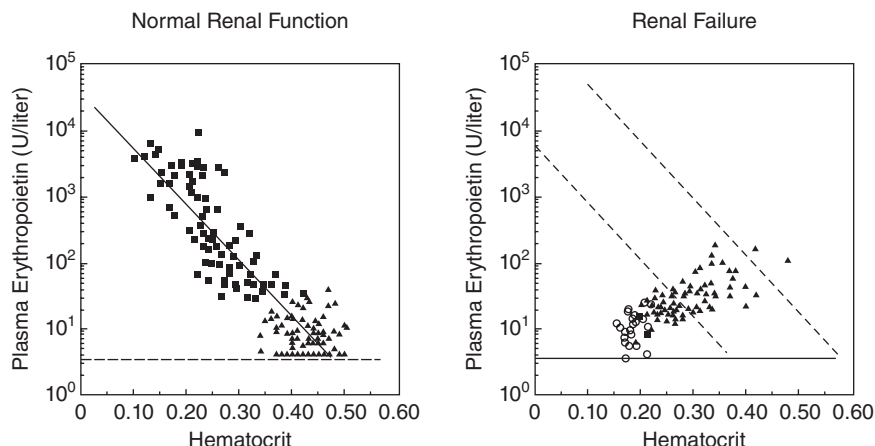 Normal Renal Function
Plasma Erythropoietin (U/liter)
10^5
10^4
10^3
10^2
10^1
10^0
0 0.10 0.20 0.30 0.40 0.50 0.60
Hematocrit
Renal Failure
Plasma Erythropoietin (U/liter)
10^5
10^4
10^3
10^2
10^1
10^0
0 0.10 0.20 0.30 0.40 0.50 0.60
Hematocrit